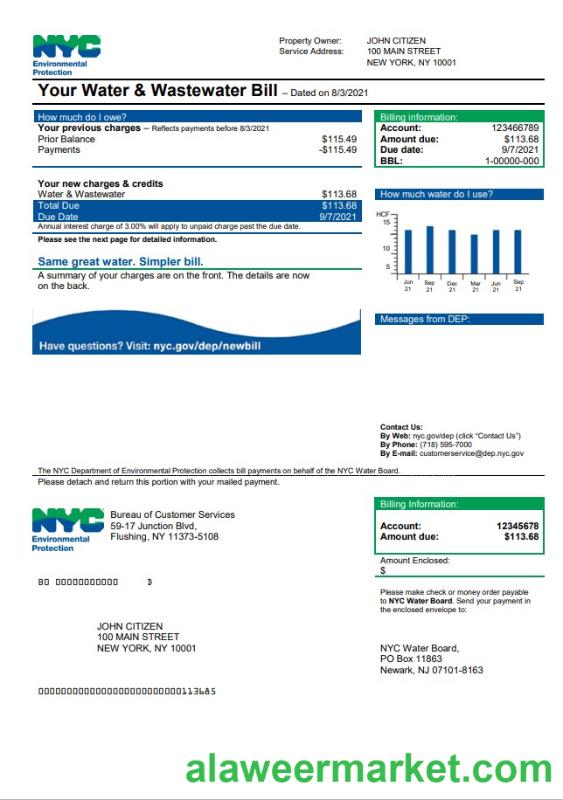 NYC
Environmental
Protection
Property Owner: JOHN CITIZEN
Service Address: 100 MAIN STREET
NEW YORK, NY 10001
Your Water & Wastewater Bill – Dated on 8/3/2021
How much do I owe?
Your previous charges – Reflects payments before 8/3/2021
Prior Balance $115.49
Payments -$115.49
Your new charges & credits
Water & Wastewater $113.68
Total Due $113.68
Due Date 9/7/2021
Annual interest charge of 3.00% will apply to unpaid charge past the due date.
Please see the next page for detailed information.
Same great water. Simpler bill.
A summary of your charges are on the front. The details are now
on the back.
Have questions? Visit: nyc.gov/dep/newbill
Billing information:
Account: 123466789
Amount due: $113.68
Due date: 9/7/2021
BBL: 1-00000-000
How much water do I use?
HCF
15
10
5
Jun Sep Dec Mar Jun Sep
21 21 21 21 21 21
Messages from DEP:
Contact Us:
By Web: nyc.gov/dep (click “Contact Us”)
By Phone: (718) 595-7000
By E-mail: customerservice@dep.nyc.gov
The NYC Department of Environmental Protection collects bill payments on behalf of the NYC Water Board.
Please detach and return this portion with your mailed payment.
NYC
Environmental
Protection
Bureau of Customer Services
59-17 Junction Blvd,
Flushing, NY 11373-5108
Billing Information:
Account: 12345678
Amount due: $113.68
Amount Enclosed:
$
Please make check or money order payable
to NYC Water Board. Send your payment in
the enclosed envelope to:
JOHN CITIZEN
100 MAIN STREET
NEW YORK, NY 10001
NYC Water Board,
PO Box 11863
Newark, NJ 07101-8163
alaweermarket.com